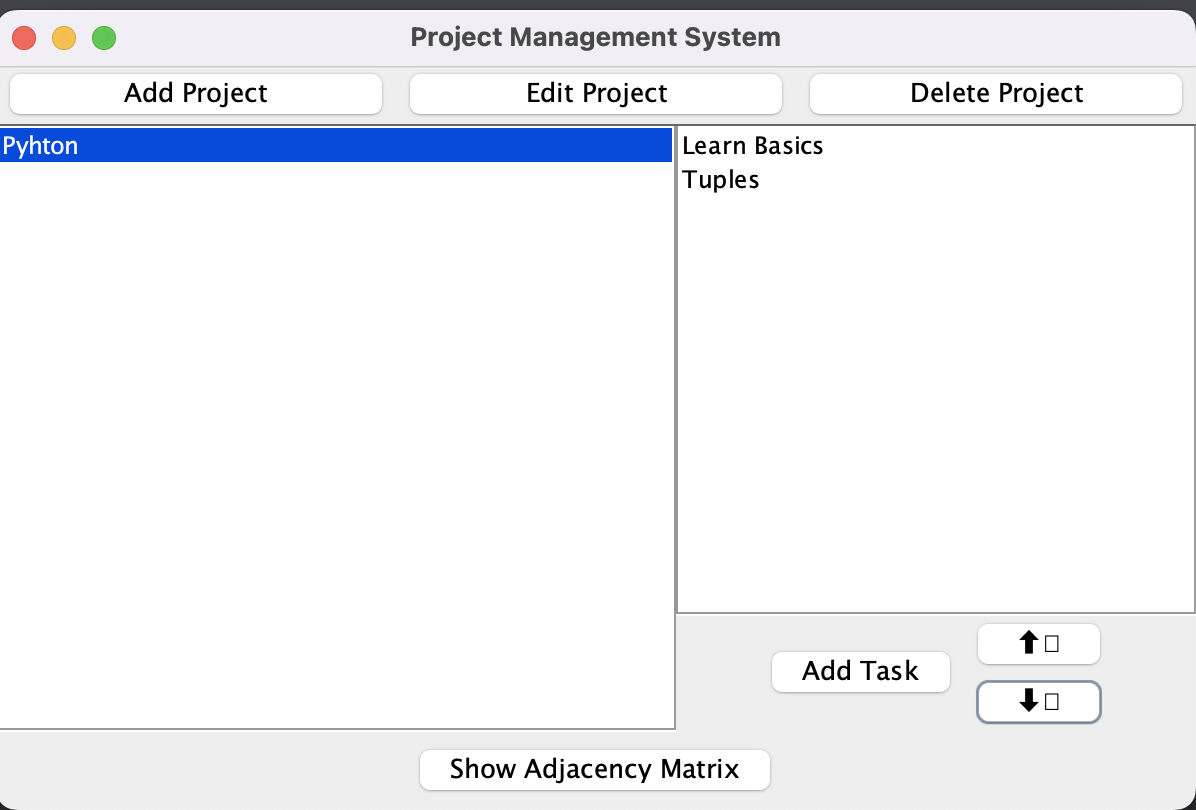 Project Management System
Add Project
Edit Project
Delete Project
Pyhton
Learn Basics
Tuples
Add Task
⬆
⬇
Show Adjacency Matrix